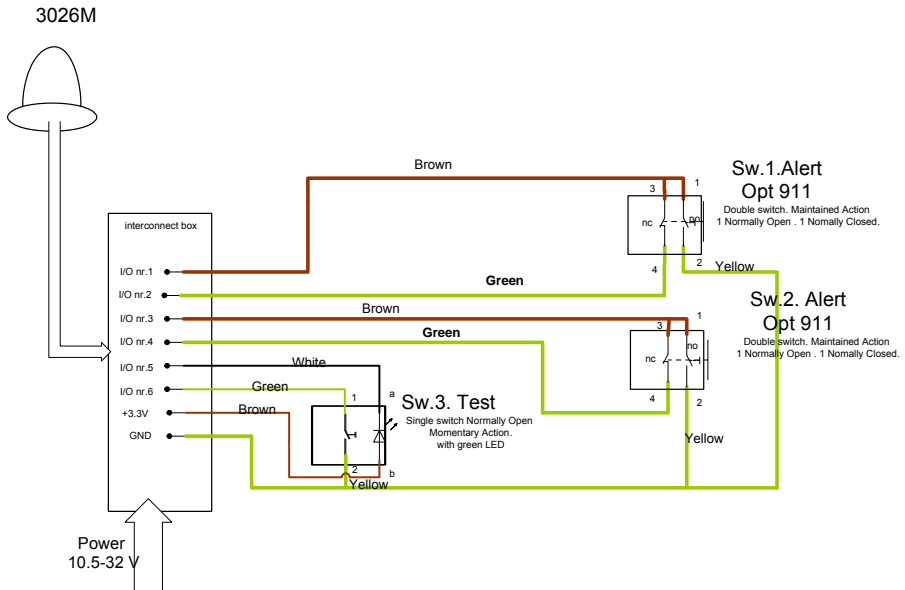 3026M
Brown
Sw.1.Alert
Opt 911
Double switch. Maintained Action
1 Normally Open . 1 Nomally Closed.
3
1
nc
no
4
2
Yellow
interconnect box
I/O nr.1
I/O nr.2
I/O nr.3
I/O nr.4
I/O nr.5
I/O nr.6
+3.3V
GND
Green
Brown
Green
Sw.2. Alert
Opt 911
Double switch. Maintained Action
1 Normally Open . 1 Nomally Closed.
3
1
nc
no
4
2
Yellow
White
Green
Brown
1
a
Sw.3. Test
Single switch Normally Open
Momentary Action.
with green LED
2
b
Yellow
Power
10.5-32 V